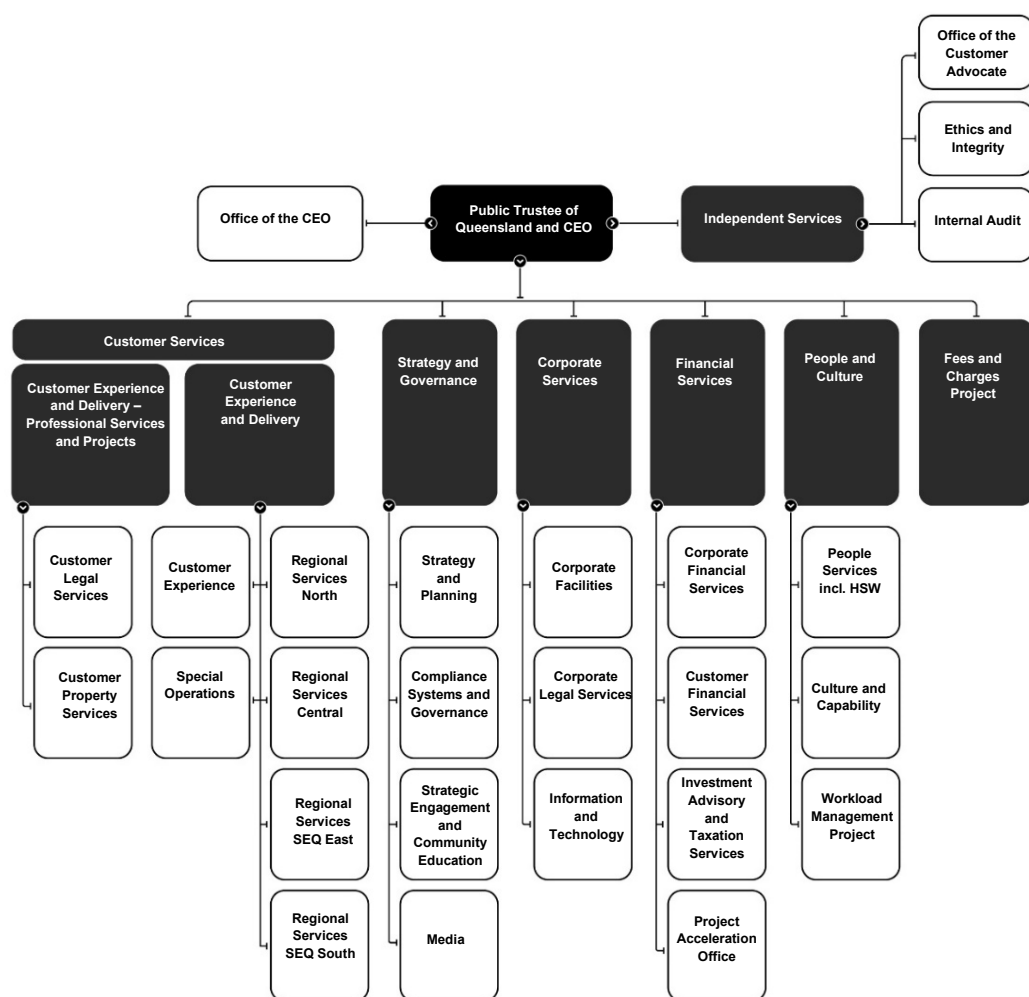 Office of the
Customer
Advocate
Ethics and
Integrity
Office of the CEO
Public Trustee of
Queensland and CEO
Independent Services
Internal Audit
Customer Services
Customer Experience
and Delivery –
Professional Services
and Projects
Customer
Experience
and Delivery
Strategy and
Governance
Corporate
Services
Financial
Services
People and
Culture
Fees and
Charges
Project
Customer
Legal
Services
Customer
Property
Services
Customer
Experience
Special
Operations
Regional
Services
North
Regional
Services
Central
Regional
Services
SEQ East
Regional
Services
SEQ South
Strategy
and
Planning
Compliance
Systems and
Governance
Strategic
Engagement
and
Community
Education
Media
Corporate
Facilities
Corporate
Legal Services
Information
and
Technology
Corporate
Financial
Services
Customer
Financial
Services
Investment
Advisory
and
Taxation
Services
Project
Acceleration
Office
People
Services
incl. HSW
Culture and
Capability
Workload
Management
Project